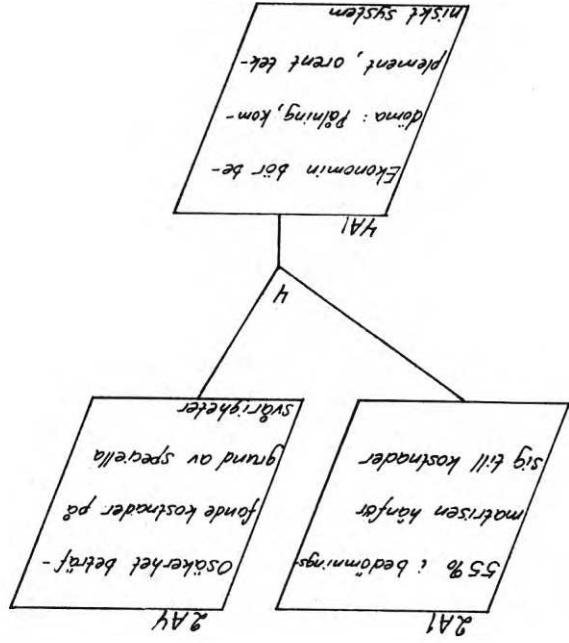 2A1
55% i bedömnings-
matrisen hänför
sig till kostnader
2A4
Osäkerhet beträf-
fande kostnader på
grund av speciella
svårigheter
4
4A1
Ekonomin bör be-
döma: Pålning, kom-
plement, orent tek-
niskt system